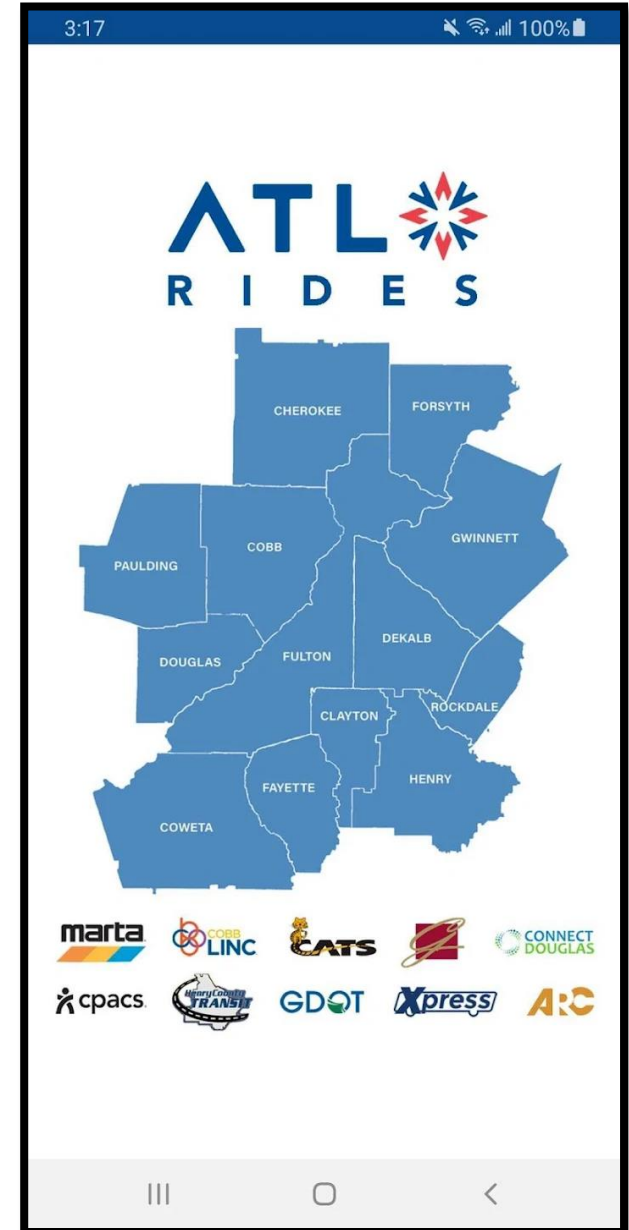 3:17 100%
ATL
RIDES
CHEROKEE FORSYTH
GWINNETT
COBB
PAULDING
DEKALB
FULTON
DOUGLAS
ROCKDALE
CLAYTON
HENRY
FAYETTE
COWETA
marta COBB LINC CATS G CONNECT DOUGLAS
cpacs Henry County TRANSIT GDOT Xpress ARC